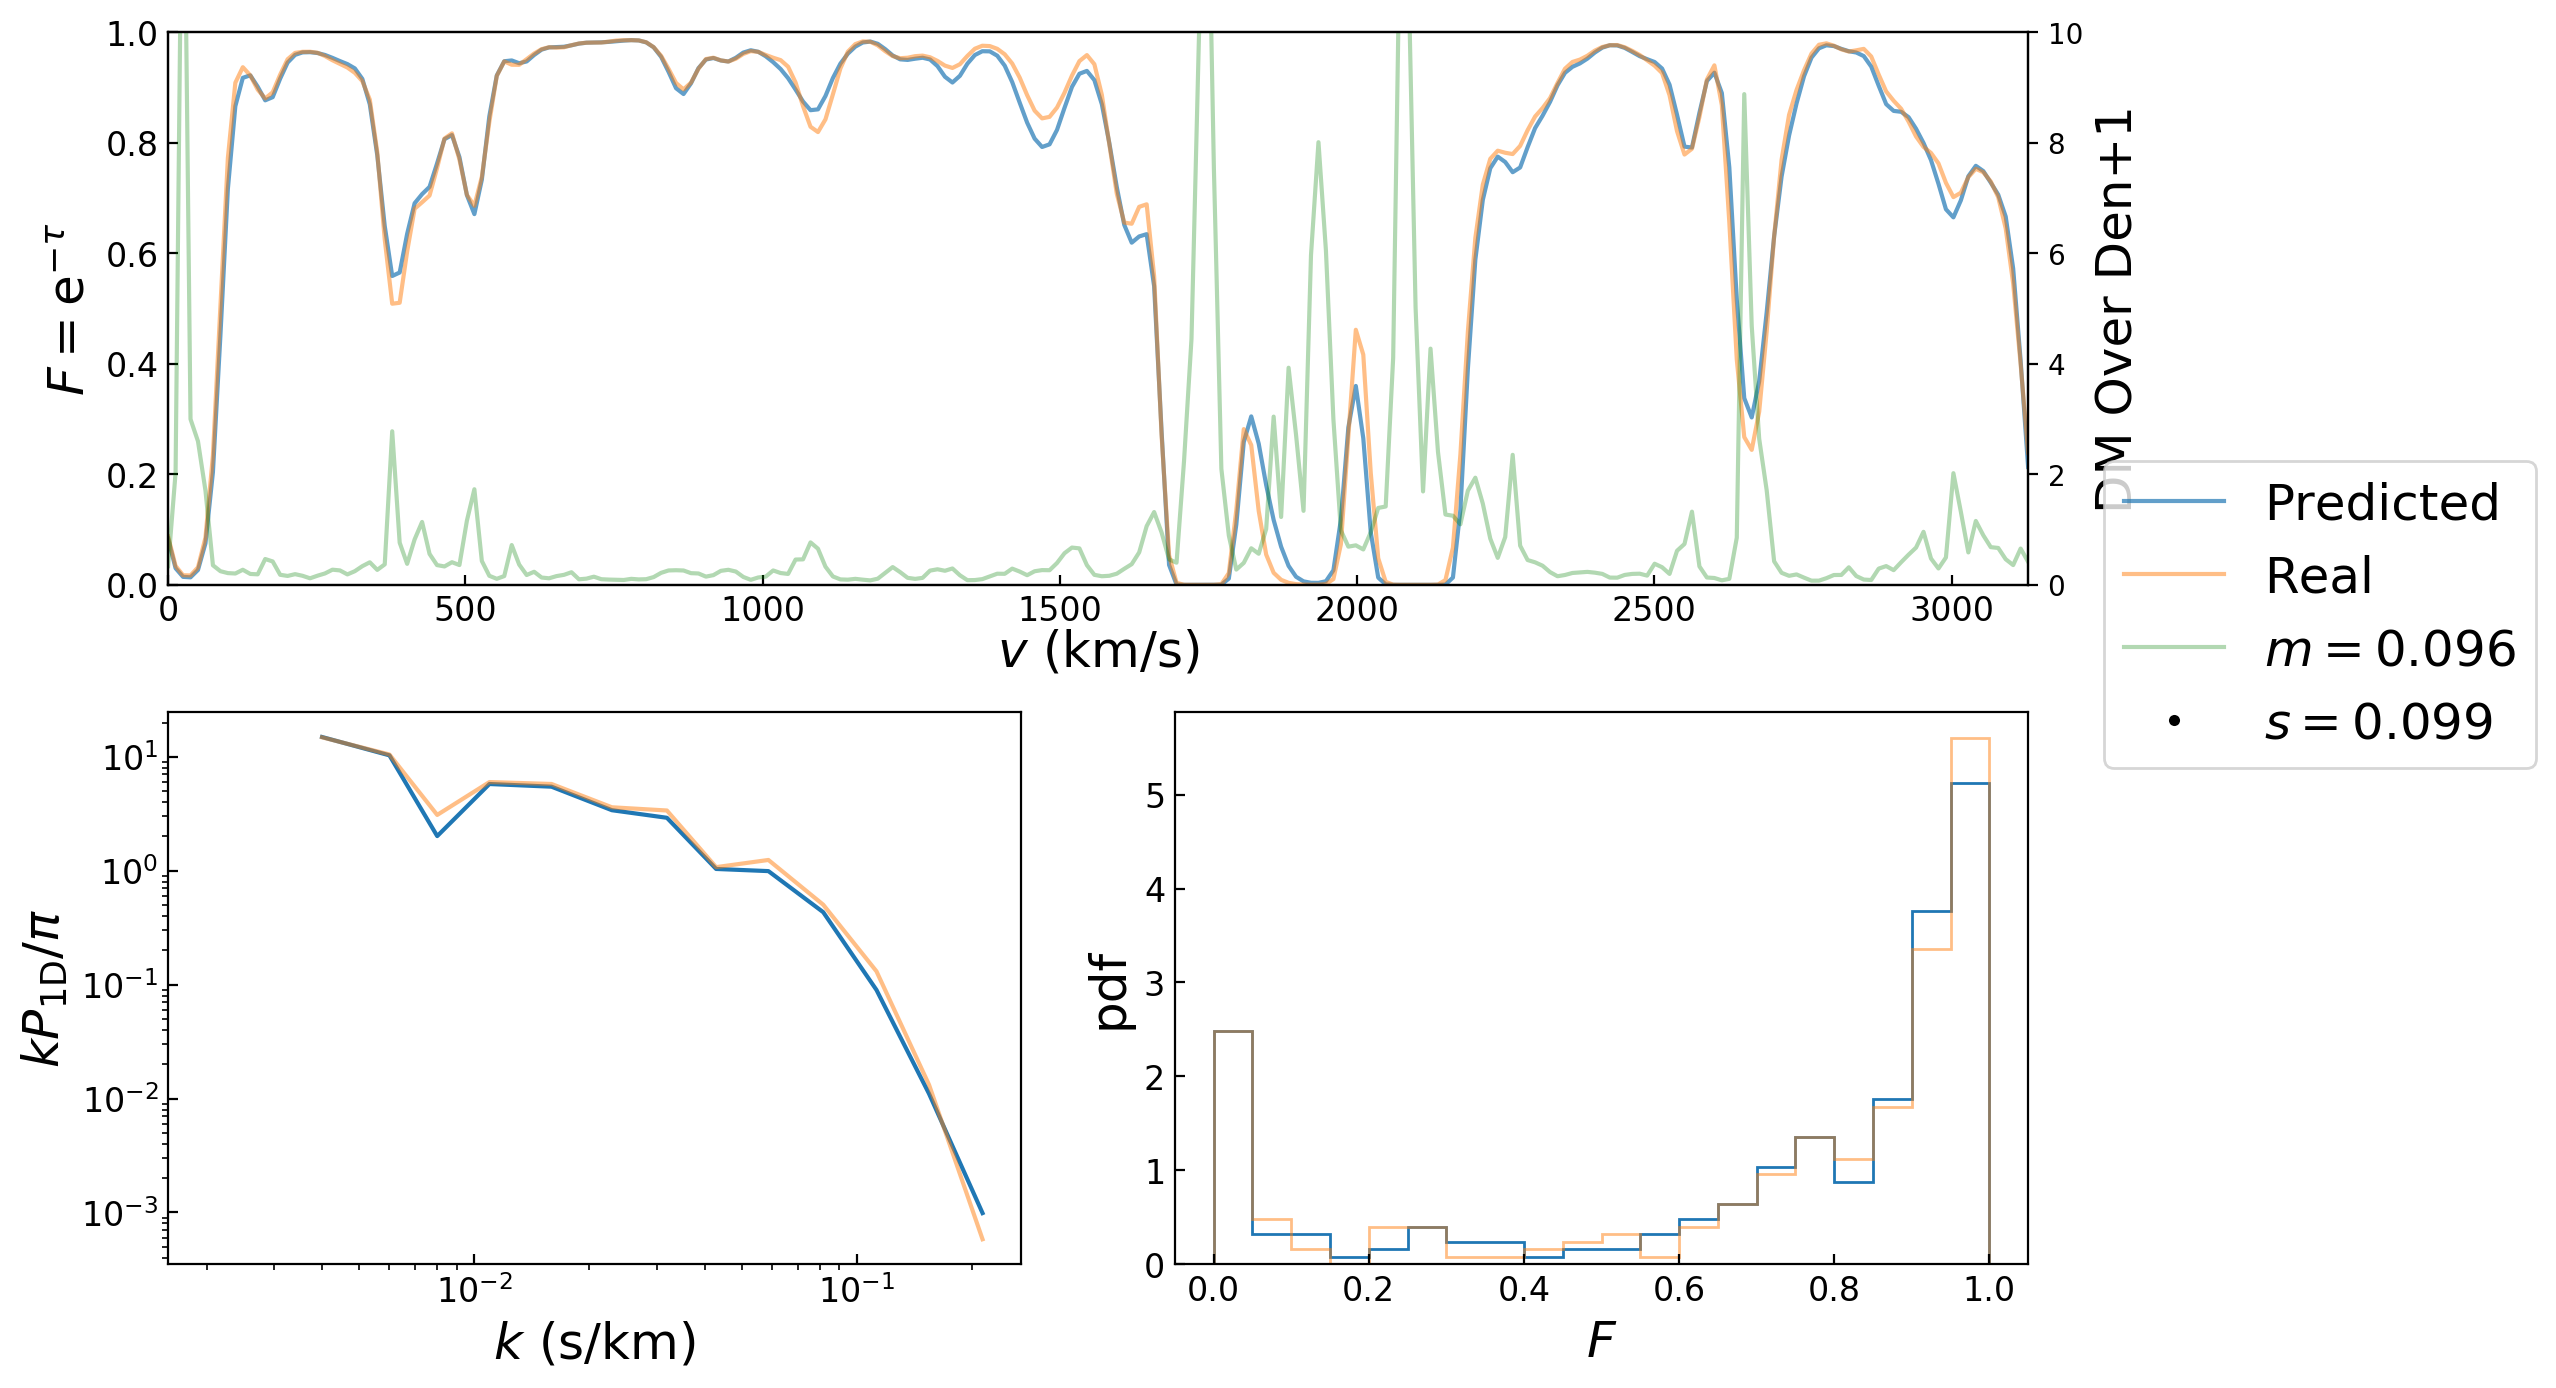 1.0
0.8
0.6
0.4
0.2
0.0
F = e^{−τ}
10
8
6
4
2
0
DM Over Den+1
0 500 1000 1500 2000 2500 3000
v (km/s)
Predicted
Real
m = 0.096
s = 0.099
10^1
10^0
10^{−1}
10^{−2}
10^{−3}
kP_{1D}/π
10^{−2} 10^{−1}
k (s/km)
5
4
3
2
1
0
pdf
0.0 0.2 0.4 0.6 0.8 1.0
F